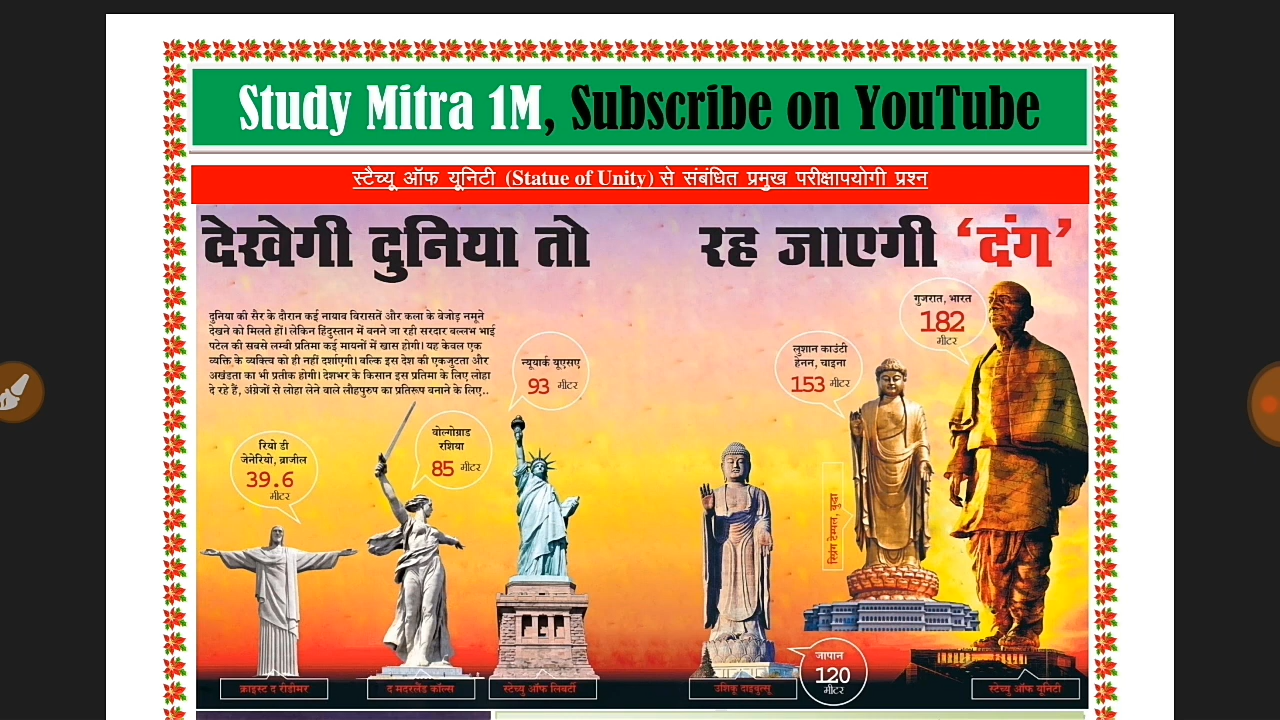 Study Mitra 1M, Subscribe on YouTube
स्टैच्यू ऑफ यूनिटी (Statue of Unity) से संबंधित प्रमुख परीक्षापयोगी प्रश्न
देखेगी दुनिया तो रह जाएगी ‘दंग’
दुनिया की सैर के दौरान कई नायाब विरासतें और कला के बेजोड़ नमूने
देखने को मिलते हों। लेकिन हिंदुस्तान में बनने जा रही सरदार बल्लभ भाई
पटेल की सबसे लम्बी प्रतिमा कई मायनों में खास होगी। यह केवल एक
व्यक्ति के व्यक्त्वि को ही नहीं दर्शाएगी। बल्कि इस देश की एकजुटता और
अखंडता का भी प्रतीक होगी। देशभर के किसान इस प्रतिमा के लिए लोहा
दे रहे हैं, अंग्रेजों से लोहा लेने वाले लौहपुरुष का प्रतिरूप बनाने के लिए..
रियो डी
जेनेरियो, ब्राजील
39.6
मीटर
वोल्गोग्राड
रशिया
85 मीटर
न्यूयार्क यूएसए
93 मीटर
लुशान काउंटी
हेनन, चाइना
153 मीटर
गुजरात, भारत
182
मीटर
स्प्रिंग टेम्पल, बुद्धा
जापान
120
मीटर
क्राइस्ट द रीडीमर
द मदरलैंड कॉल्स
स्टेच्यु ऑफ लिबर्टी
उशिकू दाइबुत्सू
स्टेच्यु ऑफ यूनिटी